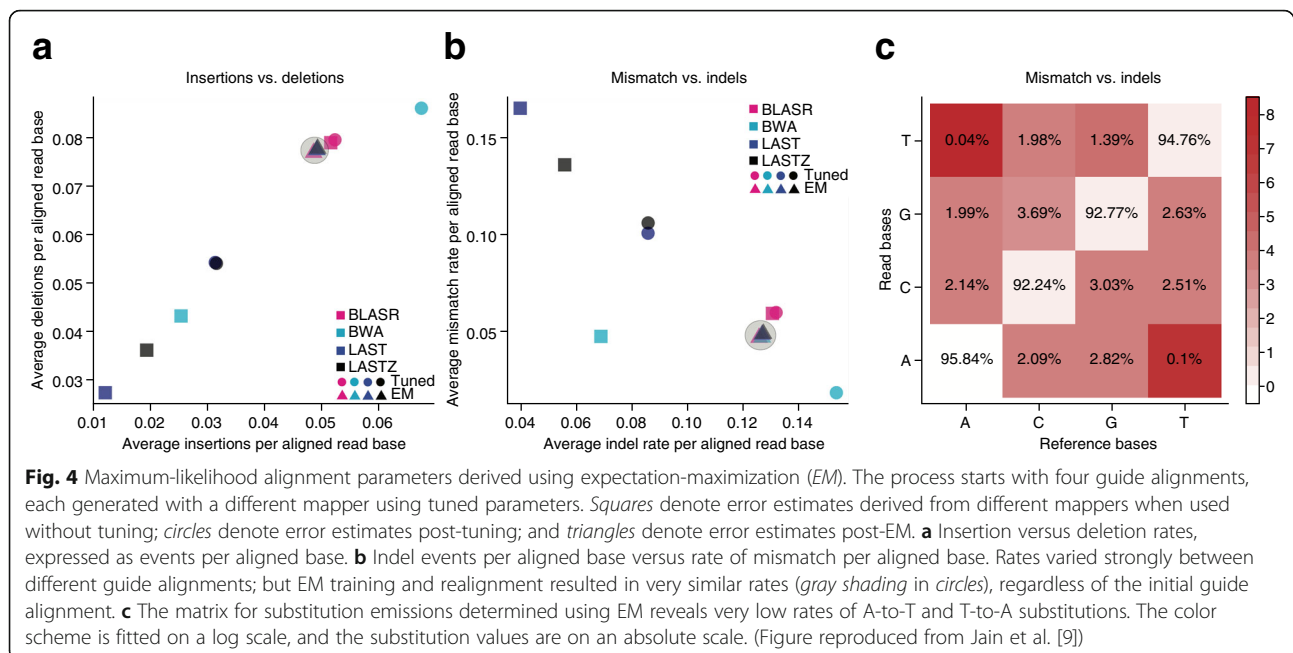 a
Insertions vs. deletions
Average deletions per aligned read base
0.08
0.07
0.06
0.05
0.04
0.03
0.01 0.02 0.03 0.04 0.05 0.06
Average insertions per aligned read base
BLASR
BWA
LAST
LASTZ
Tuned
EM
b
Mismatch vs. indels
Average mismatch rate per aligned read base
0.15
0.10
0.05
0.04 0.06 0.08 0.10 0.12 0.14
Average indel rate per aligned read base
BLASR
BWA
LAST
LASTZ
Tuned
EM
c
Mismatch vs. indels
Read bases
T 0.04% 1.98% 1.39% 94.76%
G 1.99% 3.69% 92.77% 2.63%
C 2.14% 92.24% 3.03% 2.51%
A 95.84% 2.09% 2.82% 0.1%
A C G T
Reference bases
8
7
6
5
4
3
2
1
0
Fig. 4 Maximum-likelihood alignment parameters derived using expectation-maximization (EM). The process starts with four guide alignments,
each generated with a different mapper using tuned parameters. Squares denote error estimates derived from different mappers when used
without tuning; circles denote error estimates post-tuning; and triangles denote error estimates post-EM. a Insertion versus deletion rates,
expressed as events per aligned base. b Indel events per aligned base versus rate of mismatch per aligned base. Rates varied strongly between
different guide alignments; but EM training and realignment resulted in very similar rates (gray shading in circles), regardless of the initial guide
alignment. c The matrix for substitution emissions determined using EM reveals very low rates of A-to-T and T-to-A substitutions. The color
scheme is fitted on a log scale, and the substitution values are on an absolute scale. (Figure reproduced from Jain et al. [9])